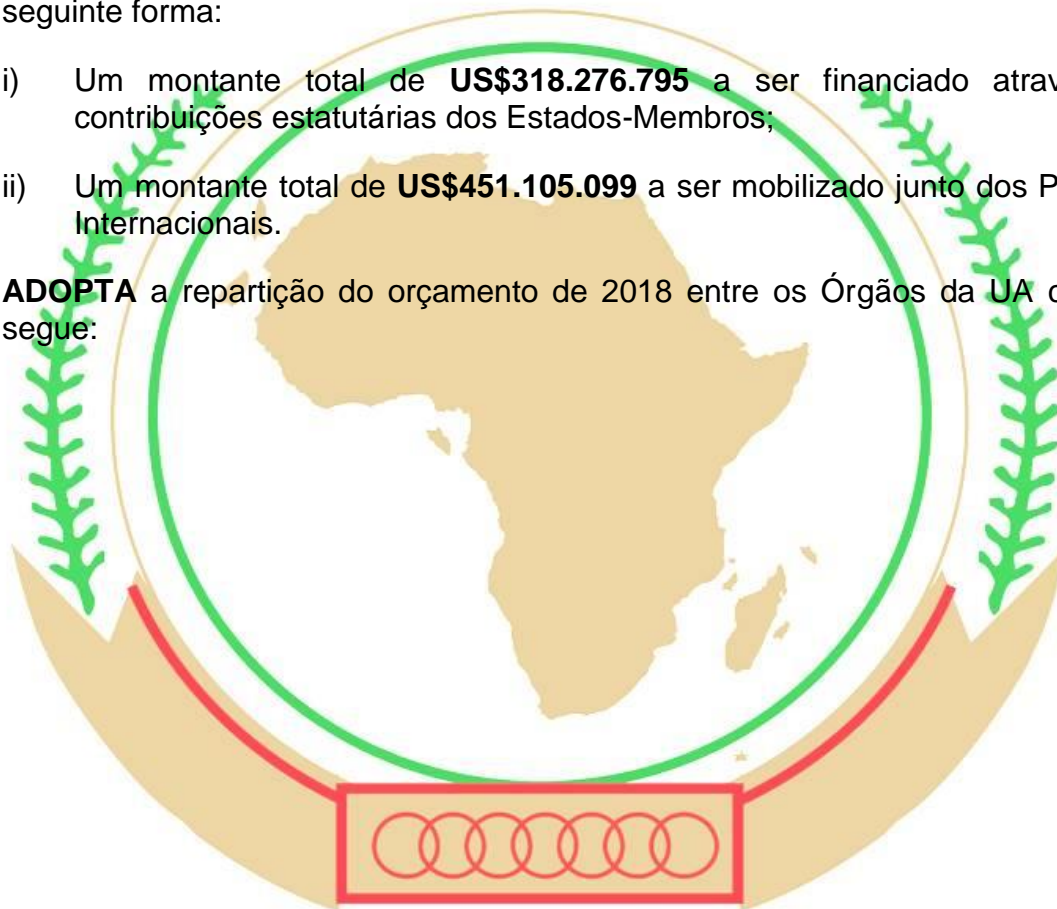 seguinte forma:
i) Um montante total de US$318.276.795 a ser financiado
contribuições estatutárias dos Estados-Membros;
ii) Um montante total de US$451.105.099 a ser mobilizado junto dos
Internacionais.
ADOPTA a repartição do orçamento de 2018 entre os Órgãos da UA
segue: